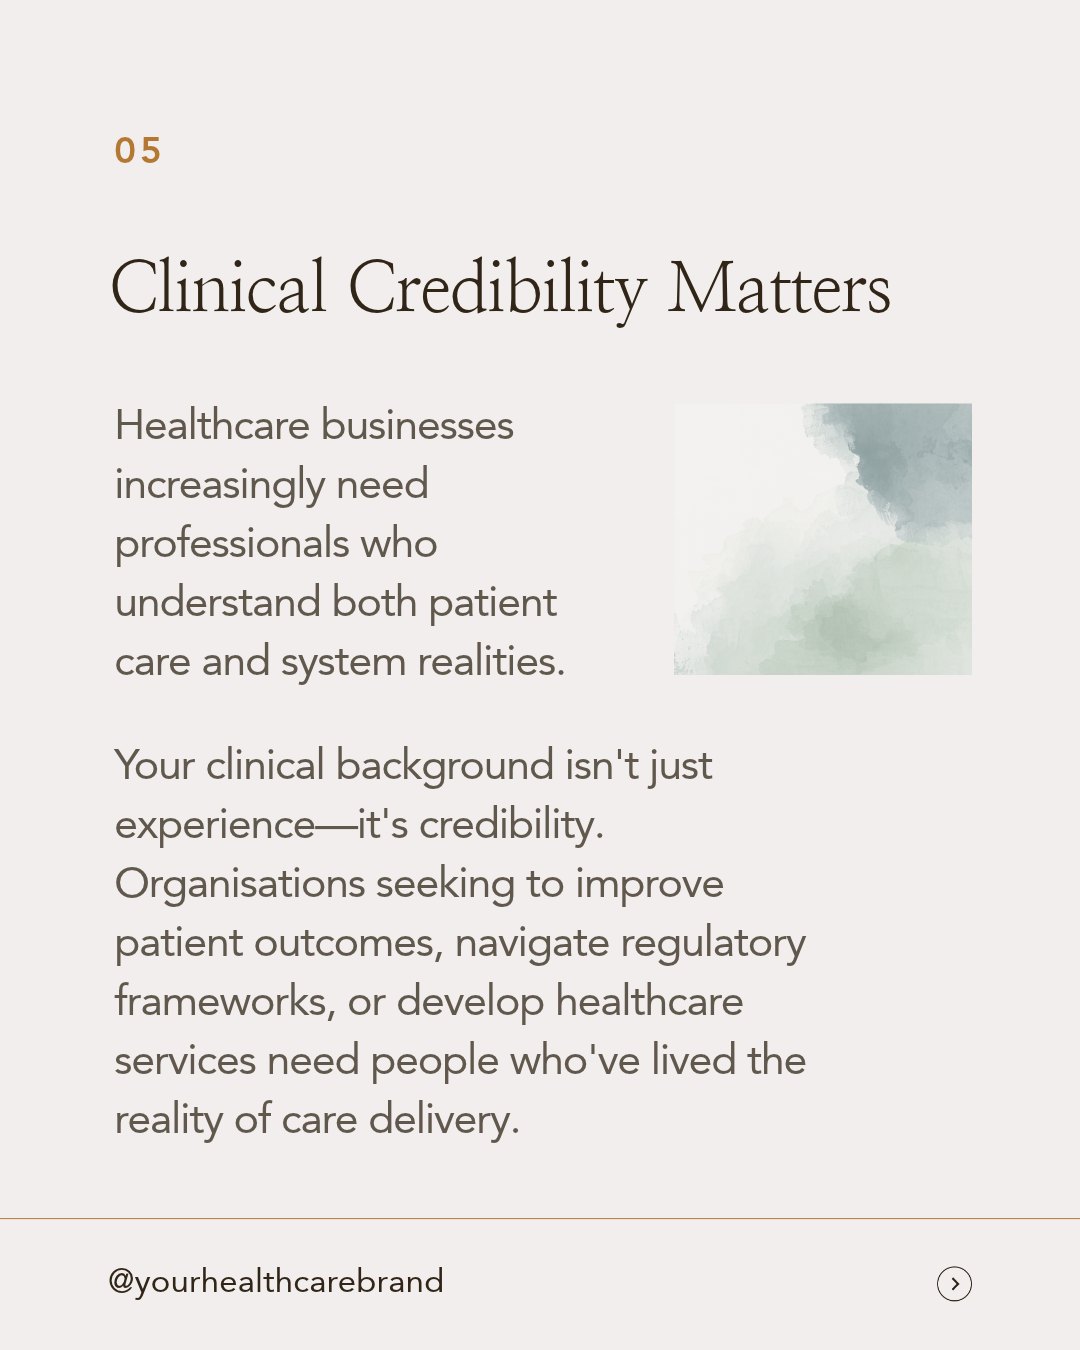 05
Clinical Credibility Matters
Healthcare businesses
increasingly need
professionals who
understand both patient
care and system realities.
Your clinical background isn't just
experience—it's credibility.
Organisations seeking to improve
patient outcomes, navigate regulatory
frameworks, or develop healthcare
services need people who've lived the
reality of care delivery.
@yourhealthcarebrand